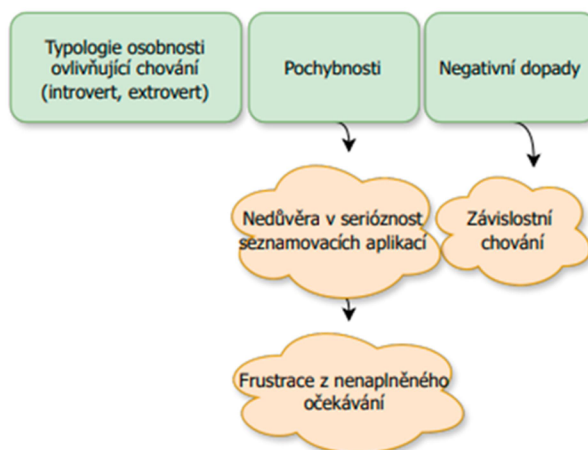 Typologie osobnosti
ovlivňující chování
(introvert, extrovert)
Pochybnosti
Negativní dopady
Nedůvěra v serióznost
seznamovacích aplikací
Závislostní
chování
Frustrace z nenaplněného
očekávání